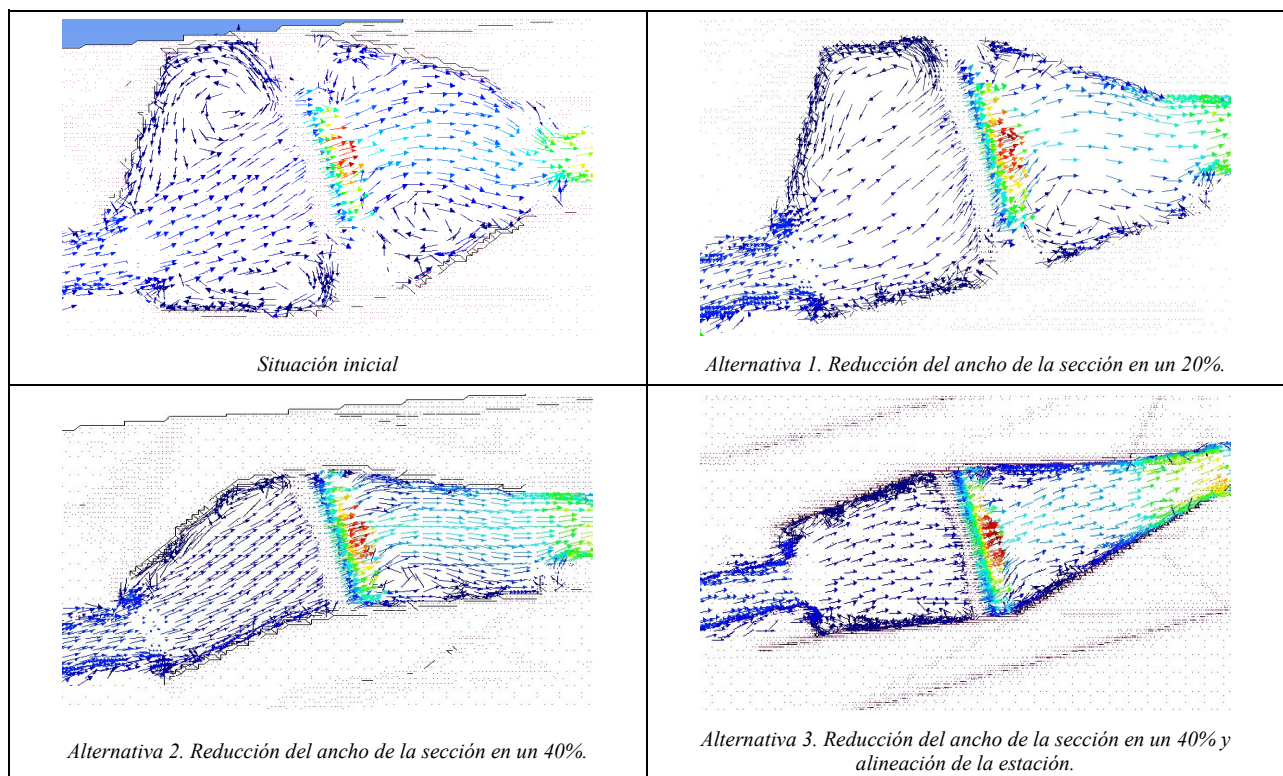 Situación inicial
Alternativa 1. Reducción del ancho de la sección en un 20%.
Alternativa 2. Reducción del ancho de la sección en un 40%.
Alternativa 3. Reducción del ancho de la sección en un 40% y
alineación de la estación.